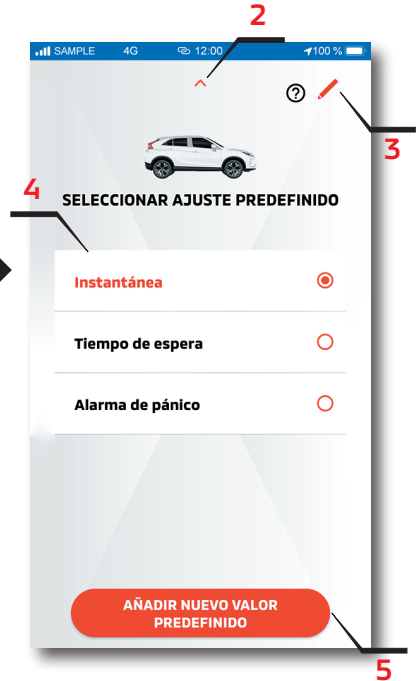 2
SAMPLE 4G 12:00 100 %
3
4
SELECCIONAR AJUSTE PREDEFINIDO
Instantánea
Tiempo de espera
Alarma de pánico
AÑADIR NUEVO VALOR
PREDEFINIDO
5